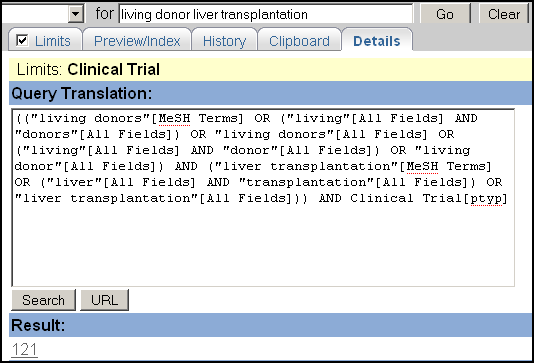 for living donor liver transplantation Go Clear
Limits Preview/Index History Clipboard Details
Limits: Clinical Trial
Query Translation:
(("living donors"[MeSH Terms] OR ("living"[All Fields] AND
"donors"[All Fields]) OR "living donors"[All Fields] OR
("living"[All Fields] AND "donor"[All Fields]) OR "living
donor"[All Fields]) AND ("liver transplantation"[MeSH Terms]
OR ("liver"[All Fields] AND "transplantation"[All Fields]) OR
"liver transplantation"[All Fields])) AND Clinical Trial[ptyp]
Search URL
Result:
121